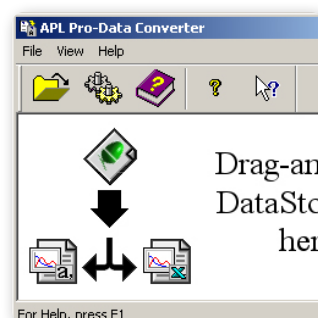 APL Pro-Data Converter
File View Help
Drag-an
DataSto
her
a,
For Help, press F1